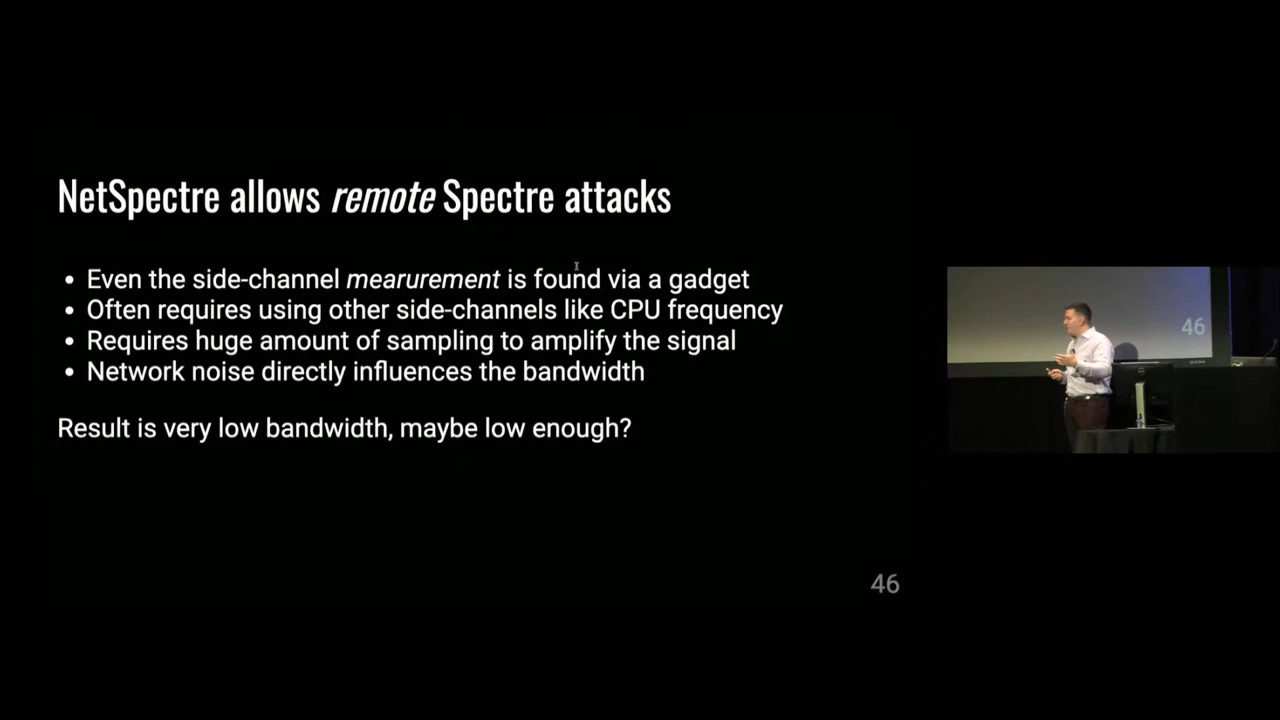 NetSpectre allows remote Spectre attacks
• Even the side-channel mearurement is found via a gadget
• Often requires using other side-channels like CPU frequency
• Requires huge amount of sampling to amplify the signal
• Network noise directly influences the bandwidth
Result is very low bandwidth, maybe low enough?
46
46